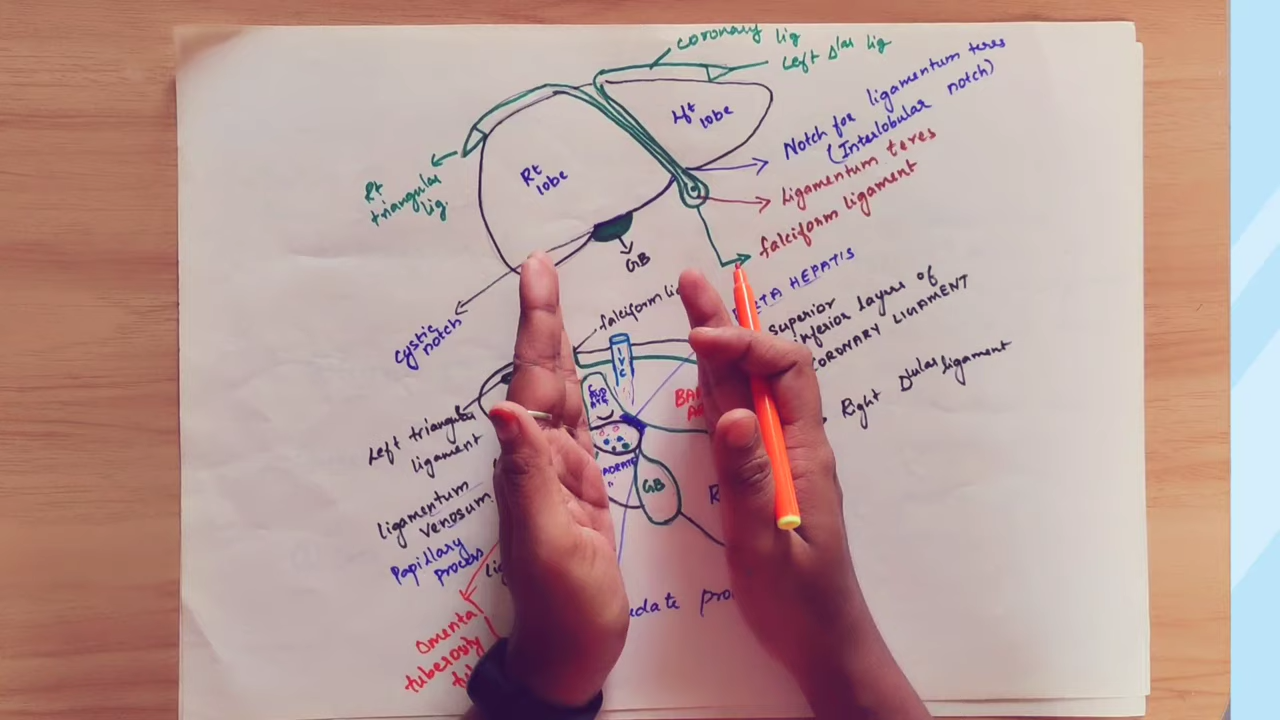 coronary lig
Left Δlar lig
Lft
lobe
Notch for ligamentum teres
(Interlobular notch)
Rt
lobe
Ligamentum teres
falciform ligament
Rt
triangular
lig.
GB
cystic
notch
falciform
HEPATIS
superior
inferior layers of
CORONARY LIGAMENT
IVC
Right Δular ligament
Left triangular
ligament
GB
Ligamentum
venosum
Papillary
process
R
omental
tuberosity